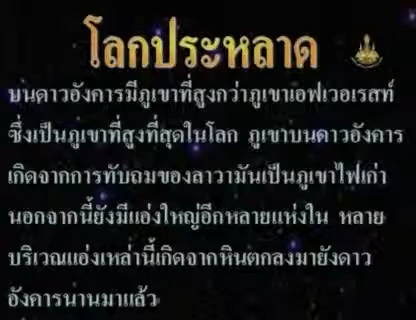 โลกประหลาด
บนดาวอังการมีภูเขาที่สูงกว่าภูเขาเอฟเวอเรสท์
ซึ่งเป็นภูเขาที่สูงที่สุดในโลก ภูเขาบนดาวอังการ
เกิดจากการทับถมของลาวามันเป็นภูเขาไฟเก่า
นอกจากนี้ยังมีแอ่งใหญ่อีกหลายแห่งใน หลาย
บริเวณแอ่งเหล่านี้เกิดจากหินตกลงมายังดาว
อังการนานมาแล้ว